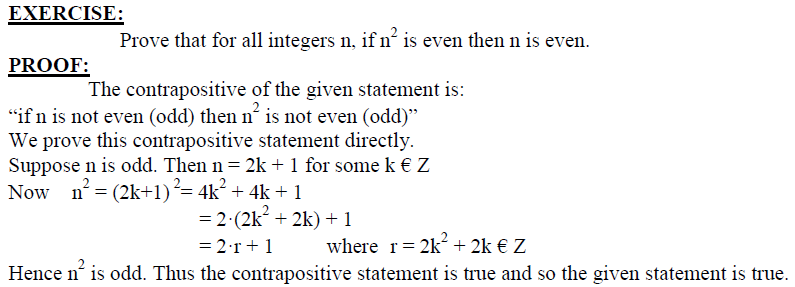 EXERCISE:
Prove that for all integers n, if n² is even then n is even.
PROOF:
The contrapositive of the given statement is:
“if n is not even (odd) then n² is not even (odd)”
We prove this contrapositive statement directly.
Suppose n is odd. Then n = 2k + 1 for some k € Z
Now n² = (2k+1)²= 4k² + 4k + 1
= 2·(2k² + 2k) + 1
= 2·r + 1 where r = 2k² + 2k € Z
Hence n² is odd. Thus the contrapositive statement is true and so the given statement is true.